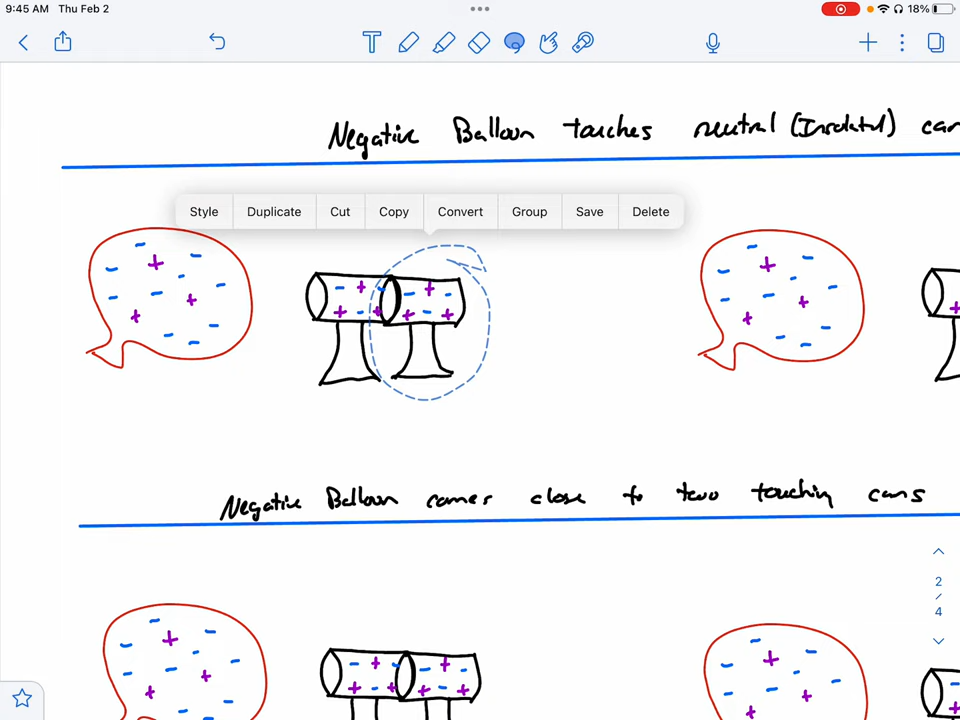 9:45 AM Thu Feb 2
18%
T
Negative Balloon touches neutral (Insolated) can
Style Duplicate Cut Copy Convert Group Save Delete
Negative Balloon comes close to two touching cans
2
/
4